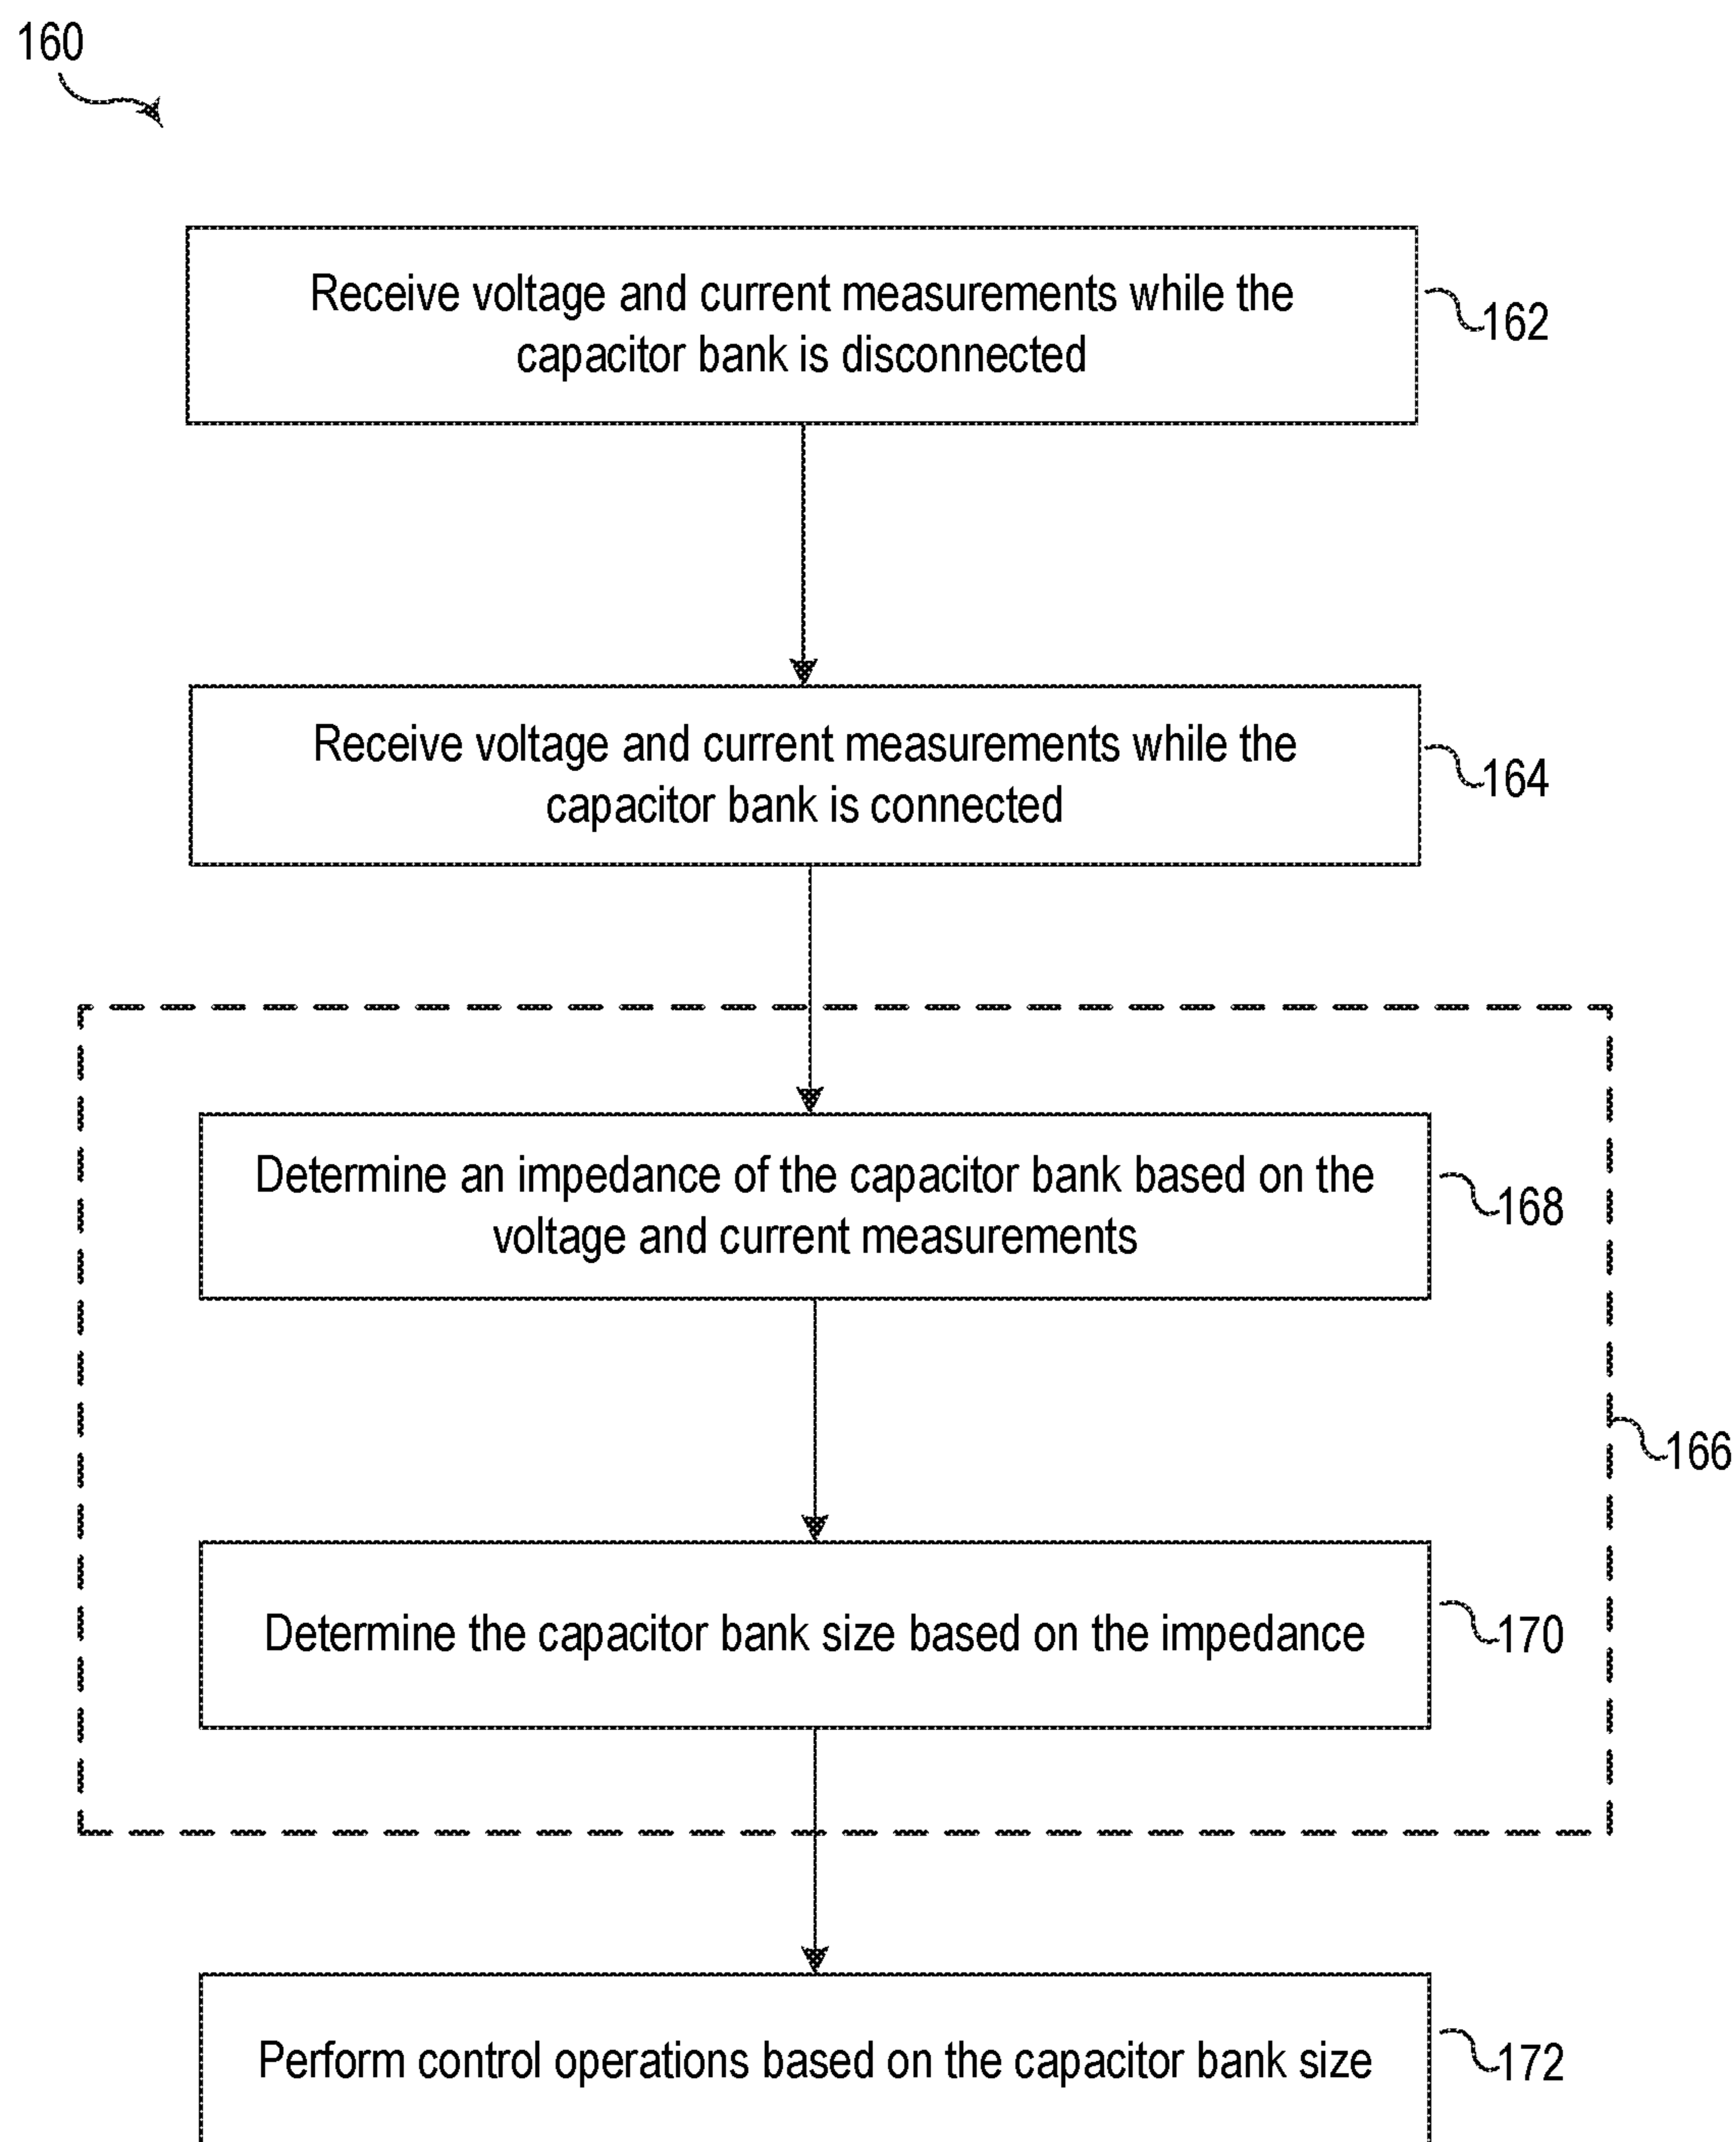 160
Receive voltage and current measurements while the
capacitor bank is disconnected
162
Receive voltage and current measurements while the
capacitor bank is connected
164
Determine an impedance of the capacitor bank based on the
voltage and current measurements
168
166
Determine the capacitor bank size based on the impedance
170
Perform control operations based on the capacitor bank size
172